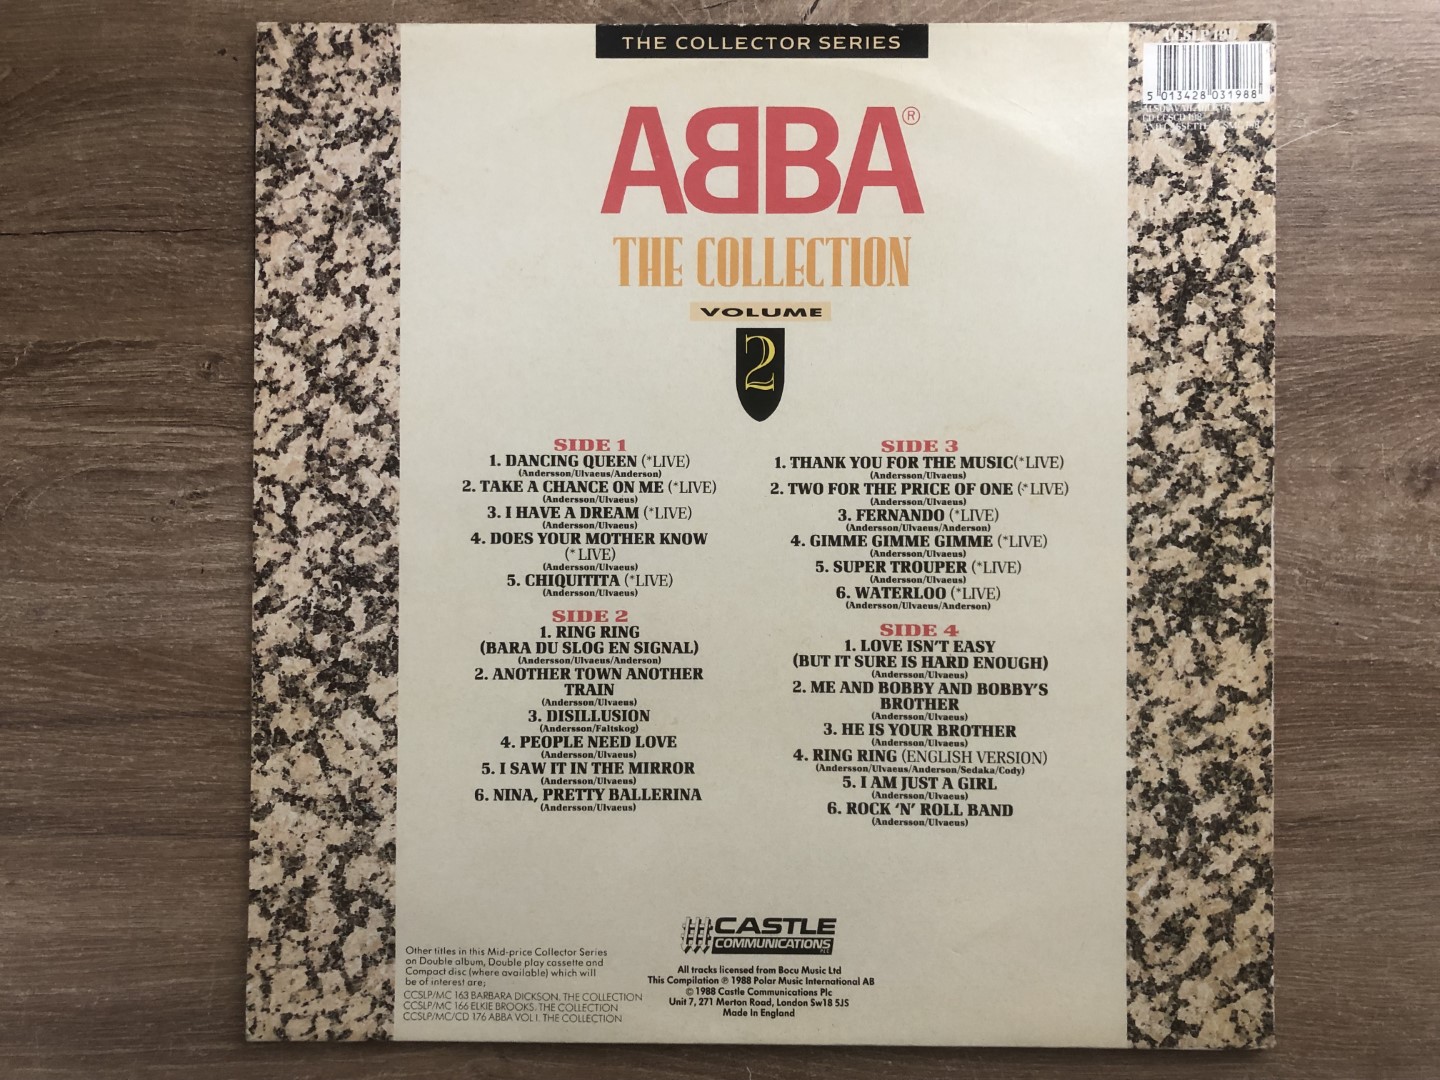 THE COLLECTOR SERIES
5 013428 031988
ABBA®
THE COLLECTION
VOLUME
2
SIDE 1
1. DANCING QUEEN (*LIVE)
(Andersson/Ulvaeus/Anderson)
2. TAKE A CHANCE ON ME (*LIVE)
(Andersson/Ulvaeus)
3. I HAVE A DREAM (*LIVE)
(Andersson/Ulvaeus)
4. DOES YOUR MOTHER KNOW
(*LIVE)
(Andersson/Ulvaeus)
5. CHIQUITITA (*LIVE)
(Andersson/Ulvaeus)
SIDE 2
1. RING RING
(BARA DU SLOG EN SIGNAL)
(Andersson/Ulvaeus/Anderson)
2. ANOTHER TOWN ANOTHER
TRAIN
(Andersson/Ulvaeus)
3. DISILLUSION
(Andersson/Faltskog)
4. PEOPLE NEED LOVE
(Andersson/Ulvaeus)
5. I SAW IT IN THE MIRROR
(Andersson/Ulvaeus)
6. NINA, PRETTY BALLERINA
(Andersson/Ulvaeus)
SIDE 3
1. THANK YOU FOR THE MUSIC(*LIVE)
(Andersson/Ulvaeus)
2. TWO FOR THE PRICE OF ONE (*LIVE)
(Andersson/Ulvaeus)
3. FERNANDO (*LIVE)
(Andersson/Ulvaeus/Anderson)
4. GIMME GIMME GIMME (*LIVE)
(Andersson/Ulvaeus)
5. SUPER TROUPER (*LIVE)
(Andersson/Ulvaeus)
6. WATERLOO (*LIVE)
(Andersson/Ulvaeus/Anderson)
SIDE 4
1. LOVE ISN'T EASY
(BUT IT SURE IS HARD ENOUGH)
(Andersson/Ulvaeus)
2. ME AND BOBBY AND BOBBY'S
BROTHER
(Andersson/Ulvaeus)
3. HE IS YOUR BROTHER
(Andersson/Ulvaeus)
4. RING RING (ENGLISH VERSION)
(Andersson/Ulvaeus/Anderson/Sedaka/Cody)
5. I AM JUST A GIRL
(Andersson/Ulvaeus)
6. ROCK 'N' ROLL BAND
(Andersson/Ulvaeus)
Other titles in this Mid-price Collector Series
on Double album, Double play cassette and
Compact disc (where available) which will
be of interest are;
CCSLP/MC 163 BARBARA DICKSON. THE COLLECTION
CCSLP/MC 166 ELKIE BROOKS. THE COLLECTION
CCSLP/MC/CD 176 ABBA VOL 1. THE COLLECTION
CASTLE
COMMUNICATIONS
PLC
All tracks licensed from Bocu Music Ltd
This Compilation ℗ 1988 Polar Music International AB
© 1988 Castle Communications Plc
Unit 7, 271 Merton Road, London Sw18 5JS
Made In England